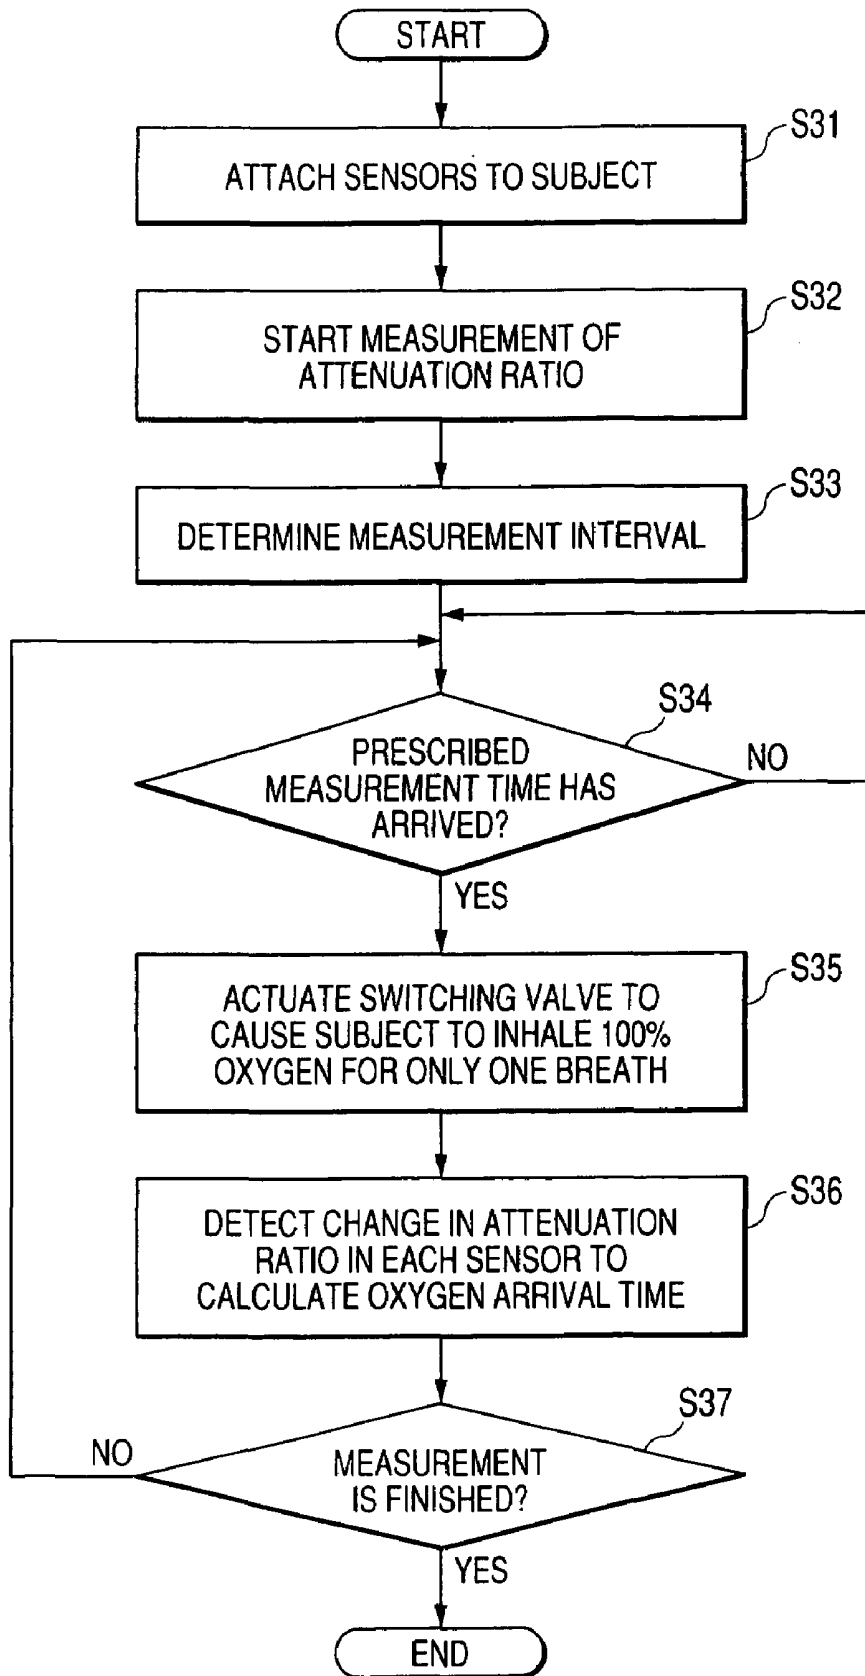 START
S31
ATTACH SENSORS TO SUBJECT
S32
START MEASUREMENT OF
ATTENUATION RATIO
S33
DETERMINE MEASUREMENT INTERVAL
S34
PRESCRIBED
MEASUREMENT TIME HAS
ARRIVED?
NO
YES
S35
ACTUATE SWITCHING VALVE TO
CAUSE SUBJECT TO INHALE 100%
OXYGEN FOR ONLY ONE BREATH
S36
DETECT CHANGE IN ATTENUATION
RATIO IN EACH SENSOR TO
CALCULATE OXYGEN ARRIVAL TIME
S37
NO
MEASUREMENT
IS FINISHED?
YES
END